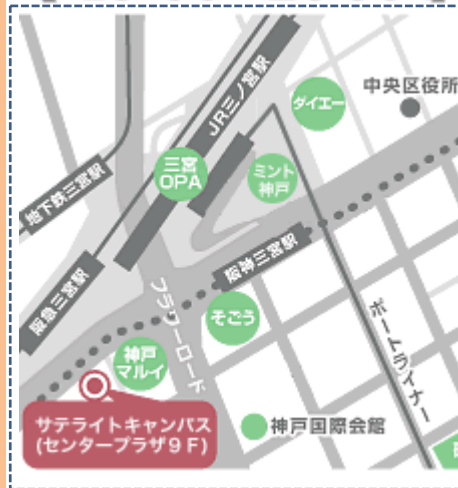 JR三ノ宮駅
ダイエー
中央区役所
三宮
OPA
ミント
神戸
地下鉄三宮駅
阪神三宮駅
阪急三宮駅
フラワーロード
そごう
ポートライナー
神戸
マルイ
サテライトキャンパス
(センタープラザ9F)
神戸国際会館